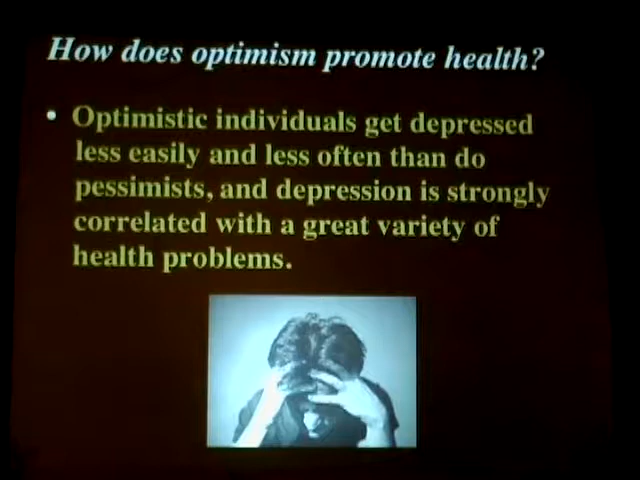 How does optimism promote health?
• Optimistic individuals get depressed
less easily and less often than do
pessimists, and depression is strongly
correlated with a great variety of
health problems.